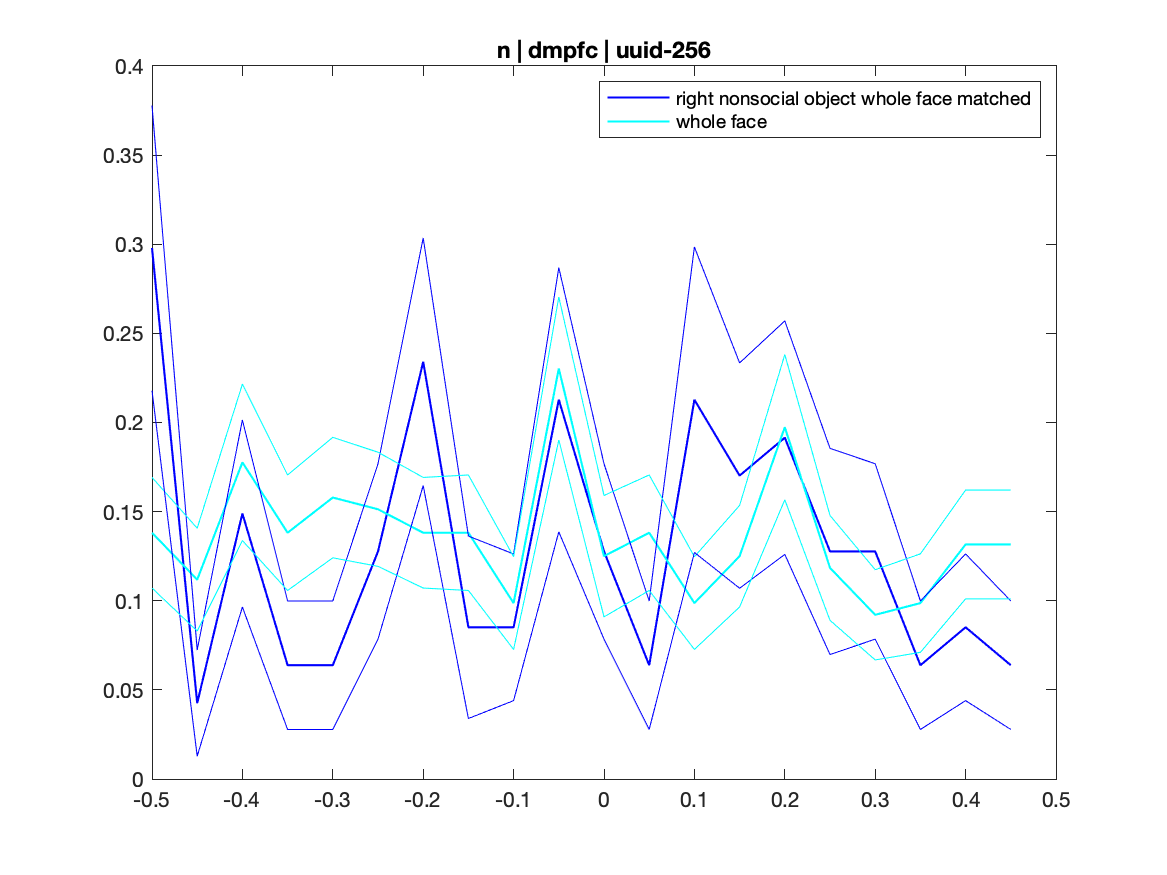 n | dmpfc | uuid-256
right nonsocial object whole face matched
whole face
0.4
0.35
0.3
0.25
0.2
0.15
0.1
0.05
0
-0.5 -0.4 -0.3 -0.2 -0.1 0 0.1 0.2 0.3 0.4 0.5